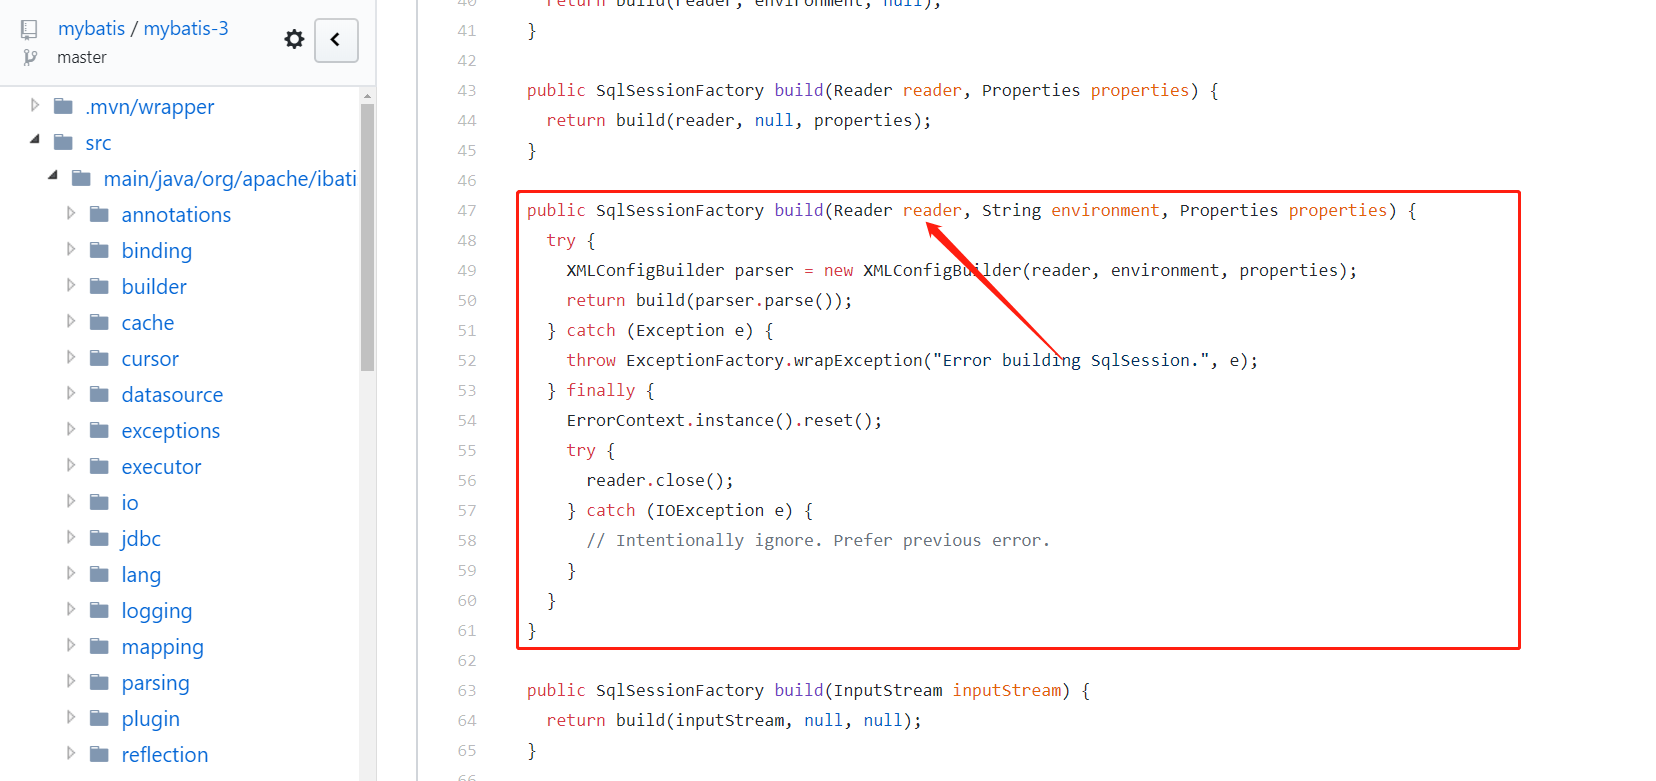 mybatis / mybatis-3
master
.mvn/wrapper
src
main/java/org/apache/ibati
annotations
binding
builder
cache
cursor
datasource
exceptions
executor
io
jdbc
lang
logging
mapping
parsing
plugin
reflection
40 return build(reader, environment, null);
41 }
42
43 public SqlSessionFactory build(Reader reader, Properties properties) {
44 return build(reader, null, properties);
45 }
46
47 public SqlSessionFactory build(Reader reader, String environment, Properties properties) {
48 try {
49 XMLConfigBuilder parser = new XMLConfigBuilder(reader, environment, properties);
50 return build(parser.parse());
51 } catch (Exception e) {
52 throw ExceptionFactory.wrapException("Error building SqlSession.", e);
53 } finally {
54 ErrorContext.instance().reset();
55 try {
56 reader.close();
57 } catch (IOException e) {
58 // Intentionally ignore. Prefer previous error.
59 }
60 }
61 }
62
63 public SqlSessionFactory build(InputStream inputStream) {
64 return build(inputStream, null, null);
65 }
66